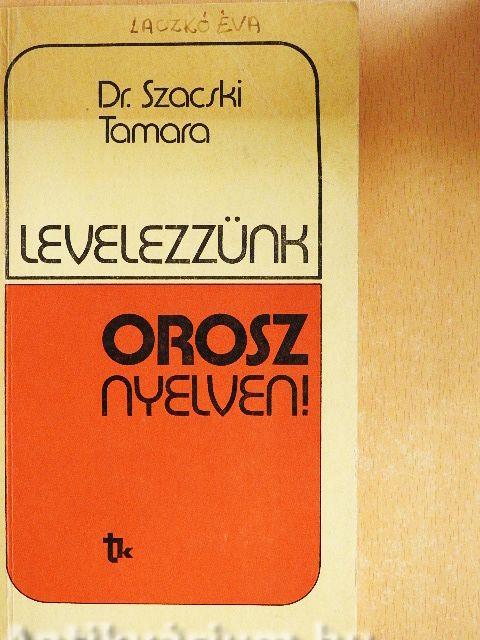 LACZKÓ ÉVA
Dr. Szacski
Tamara
LEVELEZZÜNK
OROSZ
NYELVEN!
tk